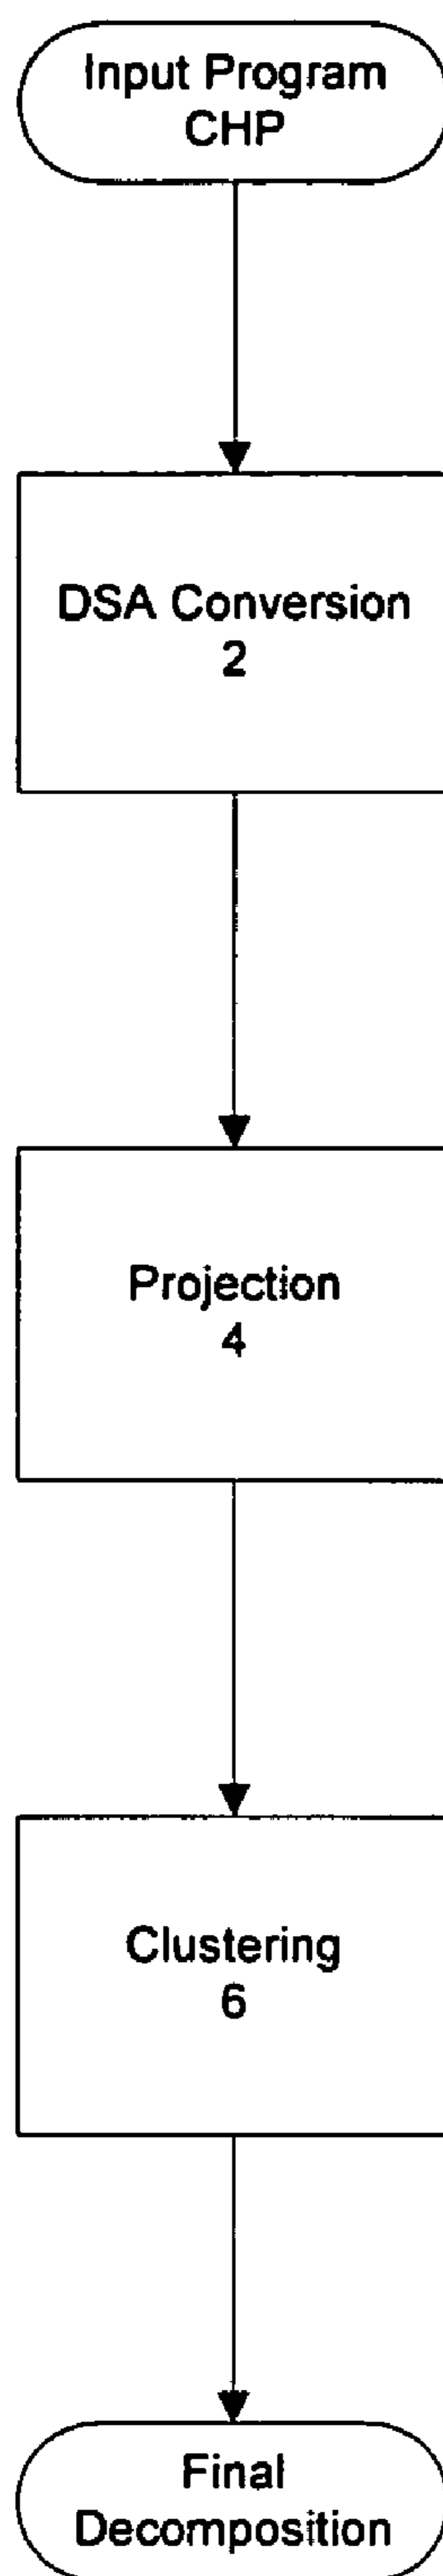 Input Program
CHP
DSA Conversion
2
Projection
4
Clustering
6
Final
Decomposition